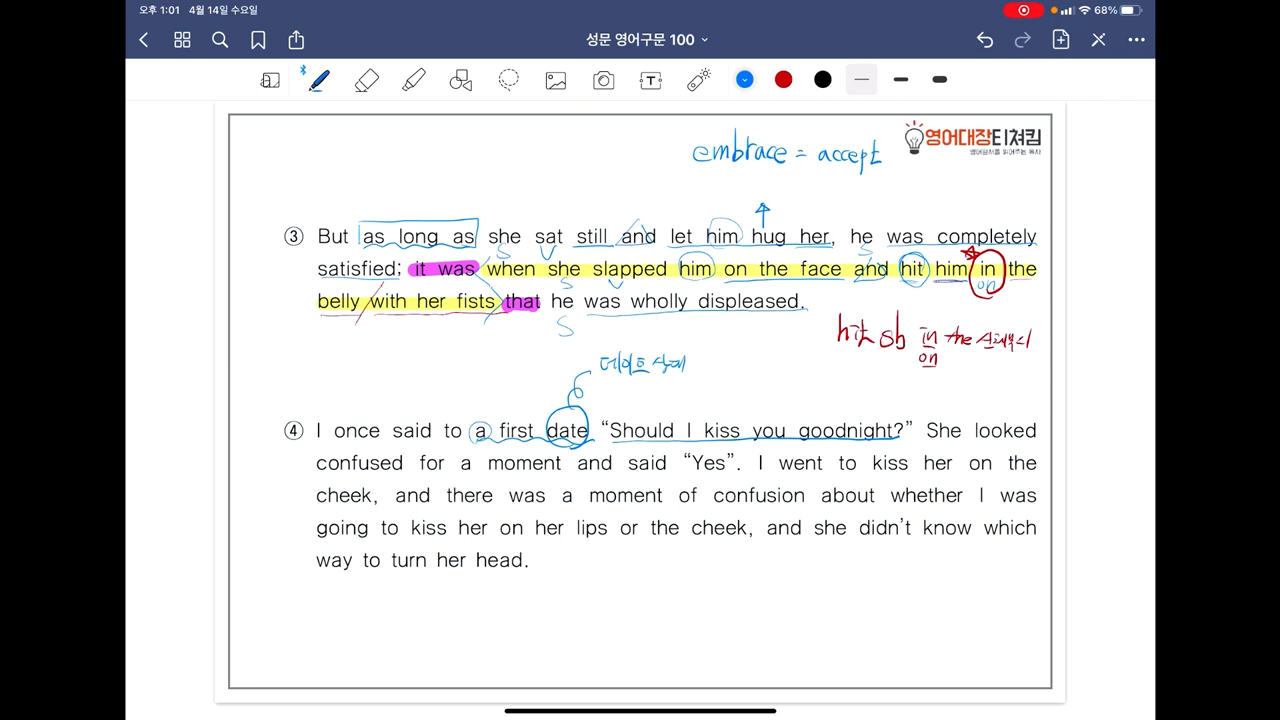 오후 1:01 4월 14일 수요일
68%
성문 영어구문 100
영어대장티쳐킴
embrace = accept
③ But as long as she sat still and let him hug her, he was completely
S V S
satisfied; it was when she slapped him on the face and hit him in the
on
S V
belly with her fists that he was wholly displeased.
S
hit sb in the 신체부위
on
데이트 상대
④ I once said to a first date “Should I kiss you goodnight?” She looked
confused for a moment and said “Yes”. I went to kiss her on the
cheek, and there was a moment of confusion about whether I was
going to kiss her on her lips or the cheek, and she didn’t know which
way to turn her head.